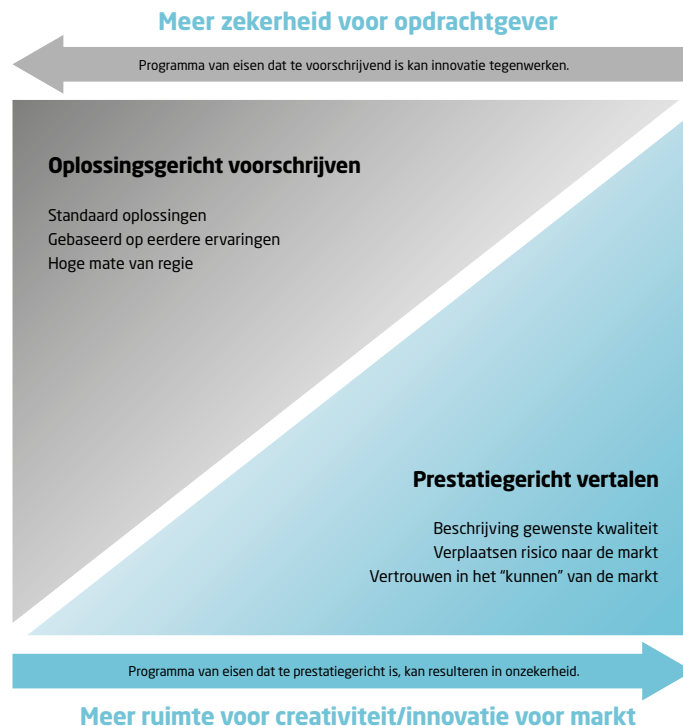 Meer zekerheid voor opdrachtgever
Programma van eisen dat te voorschrijvend is kan innovatie tegenwerken.
Oplossingsgericht voorschrijven
Standaard oplossingen
Gebaseerd op eerdere ervaringen
Hoge mate van regie
Prestatiegericht vertalen
Beschrijving gewenste kwaliteit
Verplaatsen risico naar de markt
Vertrouwen in het “kunnen” van de markt
Programma van eisen dat te prestatiegericht is, kan resulteren in onzekerheid.
Meer ruimte voor creativiteit/innovatie voor markt